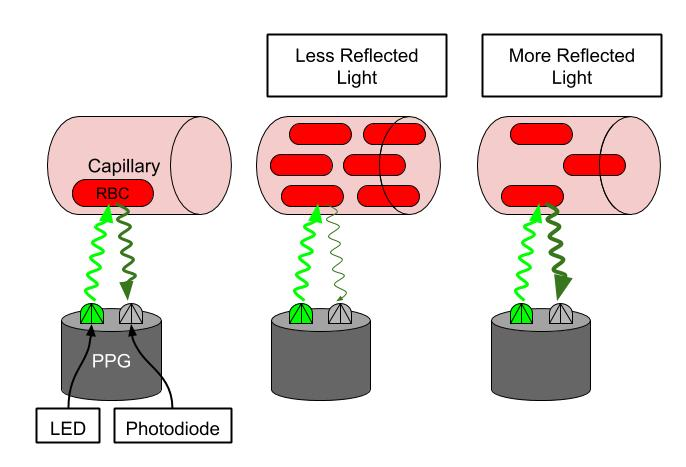 Less Reflected
Light
More Reflected
Light
Capillary
RBC
PPG
LED
Photodiode